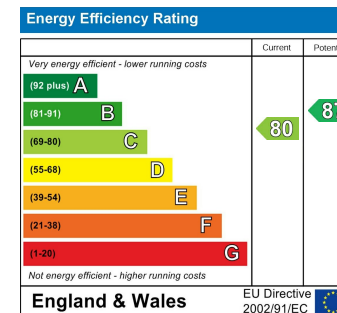 Energy Efficiency Rating
Current
Very energy efficient - lower running costs
(92 plus) A
(81-91) B
(69-80) C
80
(55-68) D
(39-54) E
(21-38) F
(1-20) G
Not energy efficient - higher running costs
England & Wales
EU Directive
2002/91/EC